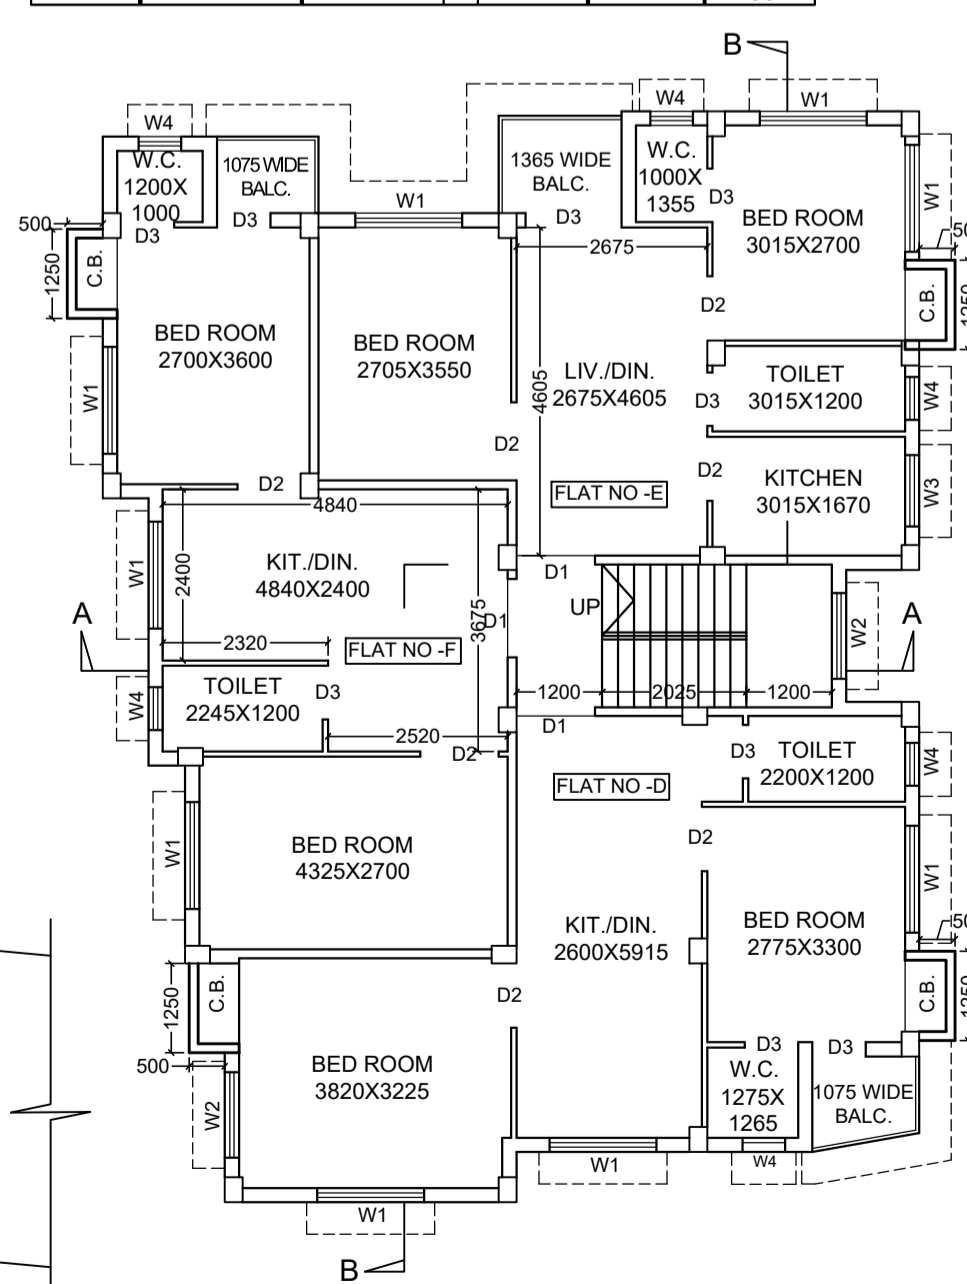 B
W4
W1
W4
W.C.
1200X
1000
1075 WIDE
BALC.
1365 WIDE
BALC.
W.C.
1000X
1355
D3
W1
W1
500
D3
D3
D3
BED ROOM
3015X2700
2675
1250
C.B.
D2
C.B.
BED ROOM
2700X3600
BED ROOM
2705X3550
LIV./DIN.
2675X4605
4605
TOILET
3015X1200
W1
D3
W4
D2
D2
KITCHEN
3015X1670
W3
D2
4840
FLAT NO -E
KIT./DIN.
4840X2400
2400
W1
D1
UP
D1
3675
A
A
W2
2320
FLAT NO -F
TOILET
2245X1200
W4
D3
1200
2025
1200
2520
D2
D1
D3
TOILET
2200X1200
W4
FLAT NO -D
D2
BED ROOM
4325X2700
W1
W1
KIT./DIN.
2600X5915
BED ROOM
2775X3300
C.B.
1250
D2
C.B.
500
BED ROOM
3820X3225
D3
D3
W.C.
1275X
1265
1075 WIDE
BALC.
W2
W1
W4
W1
B